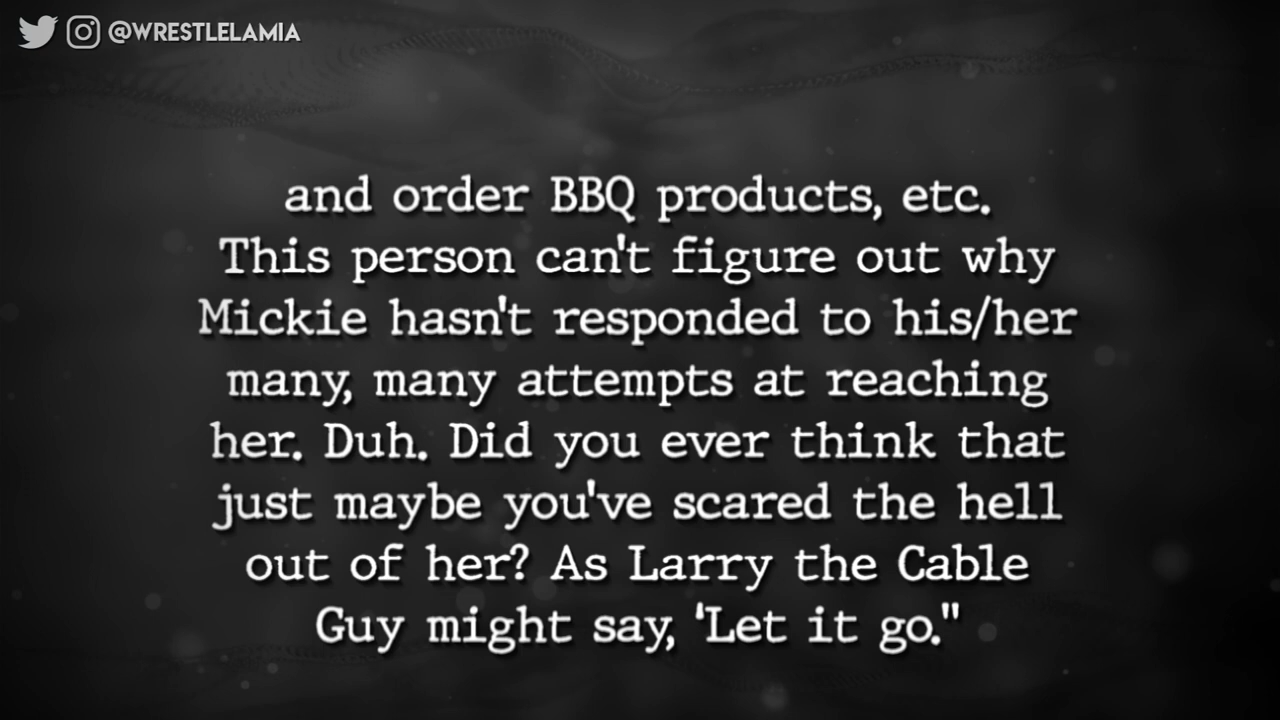 @WRESTLELAMIA
and order BBQ products, etc.
This person can't figure out why
Mickie hasn't responded to his/her
many, many attempts at reaching
her. Duh. Did you ever think that
just maybe you've scared the hell
out of her? As Larry the Cable
Guy might say, 'Let it go."